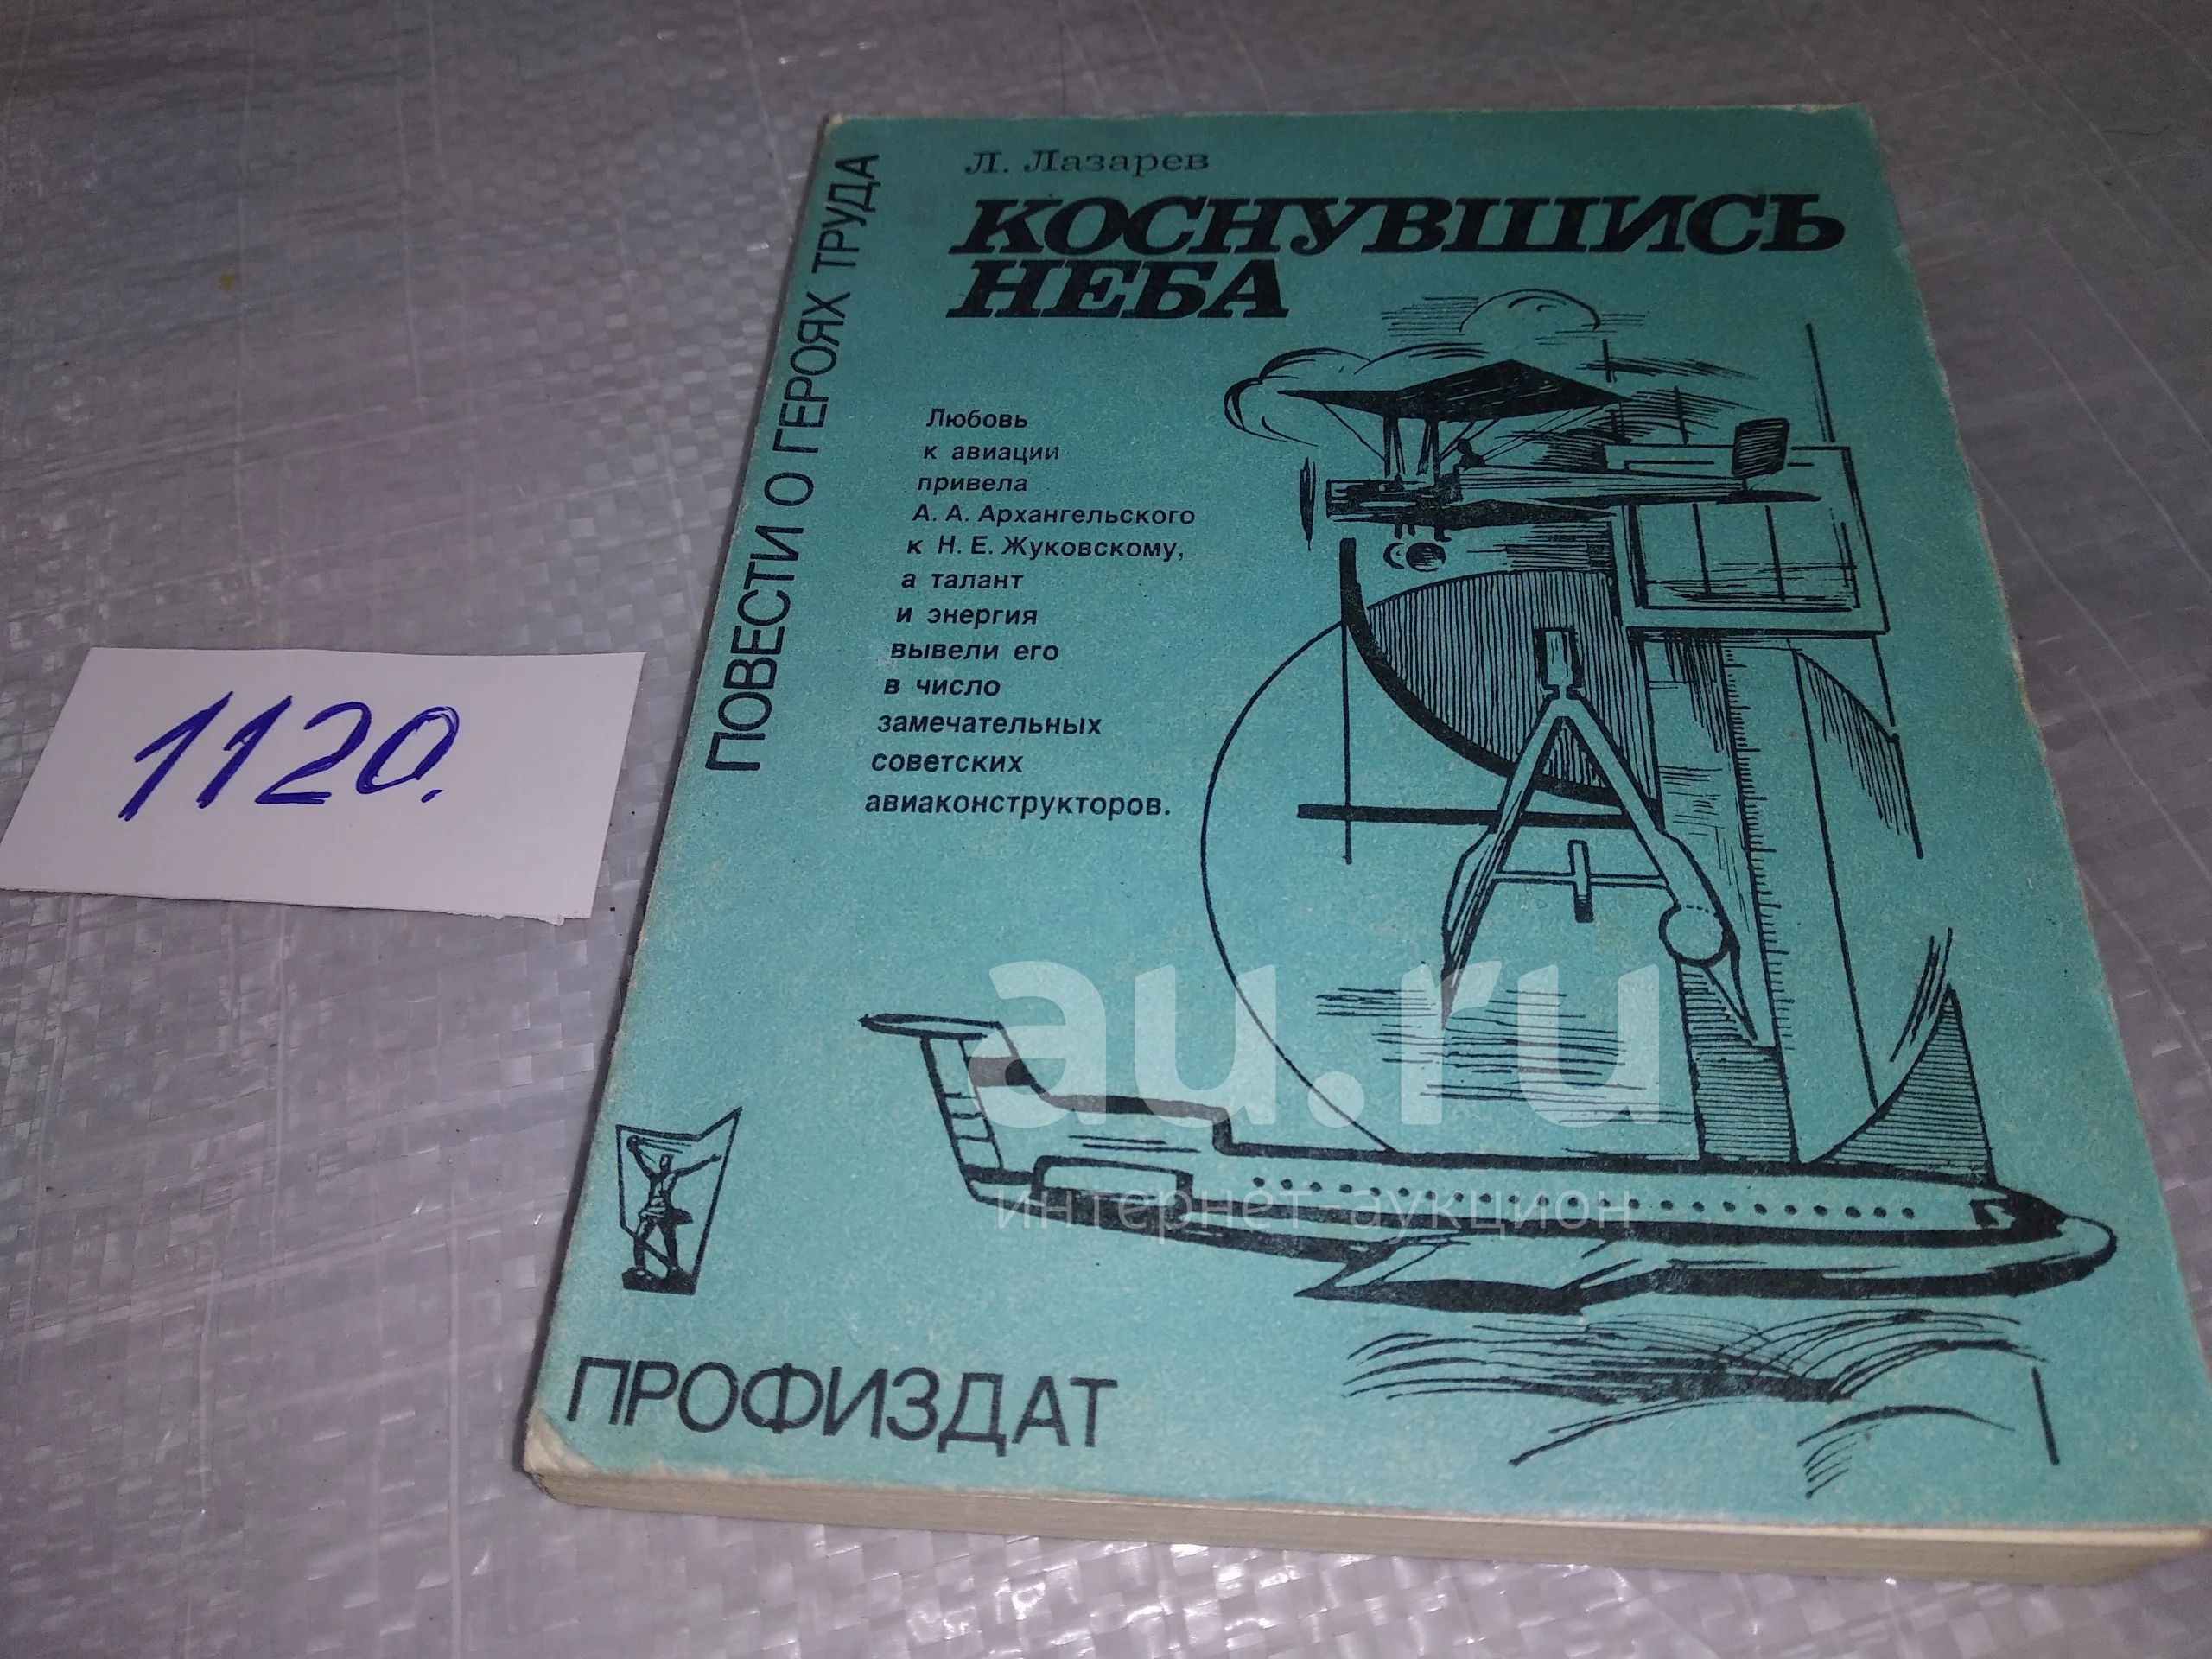 Л. Лазарев
КОСНУВШИСЬ
НЕБА
ПОВЕСТИ О ГЕРОЯХ ТРУДА
Любовь
к авиации
привела
А. А. Архангельского
к Н. Е. Жуковскому,
а талант
и энергия
вывели его
в число
замечательных
советских
авиаконструкторов.
1120.
au.ru
интернет-аукцион
ПРОФИЗДАТ